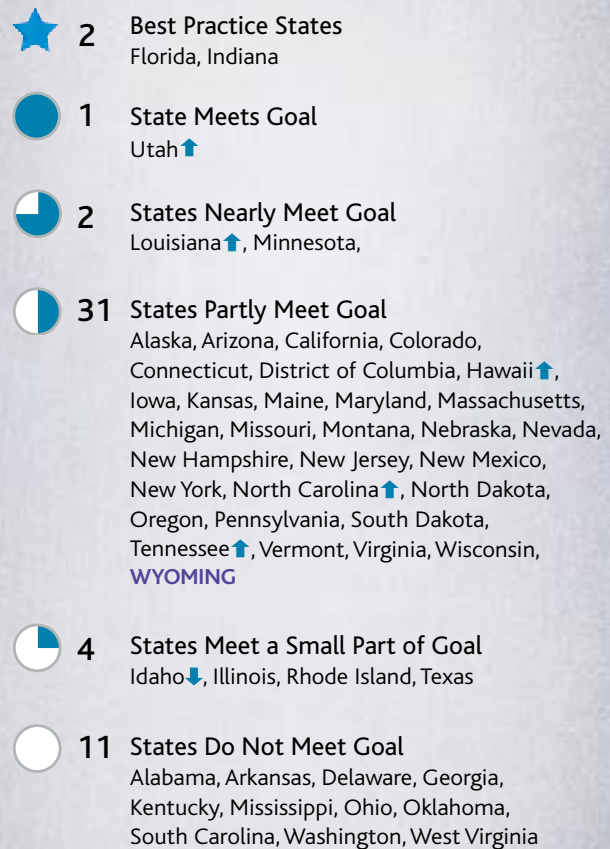 2 Best Practice States
Florida, Indiana
1 State Meets Goal
Utah⬆
2 States Nearly Meet Goal
Louisiana⬆, Minnesota,
31 States Partly Meet Goal
Alaska, Arizona, California, Colorado,
Connecticut, District of Columbia, Hawaii⬆,
Iowa, Kansas, Maine, Maryland, Massachusetts,
Michigan, Missouri, Montana, Nebraska, Nevada,
New Hampshire, New Jersey, New Mexico,
New York, North Carolina⬆, North Dakota,
Oregon, Pennsylvania, South Dakota,
Tennessee⬆, Vermont, Virginia, Wisconsin,
WYOMING
4 States Meet a Small Part of Goal
Idaho⬇, Illinois, Rhode Island, Texas
11 States Do Not Meet Goal
Alabama, Arkansas, Delaware, Georgia,
Kentucky, Mississippi, Ohio, Oklahoma,
South Carolina, Washington, West Virginia